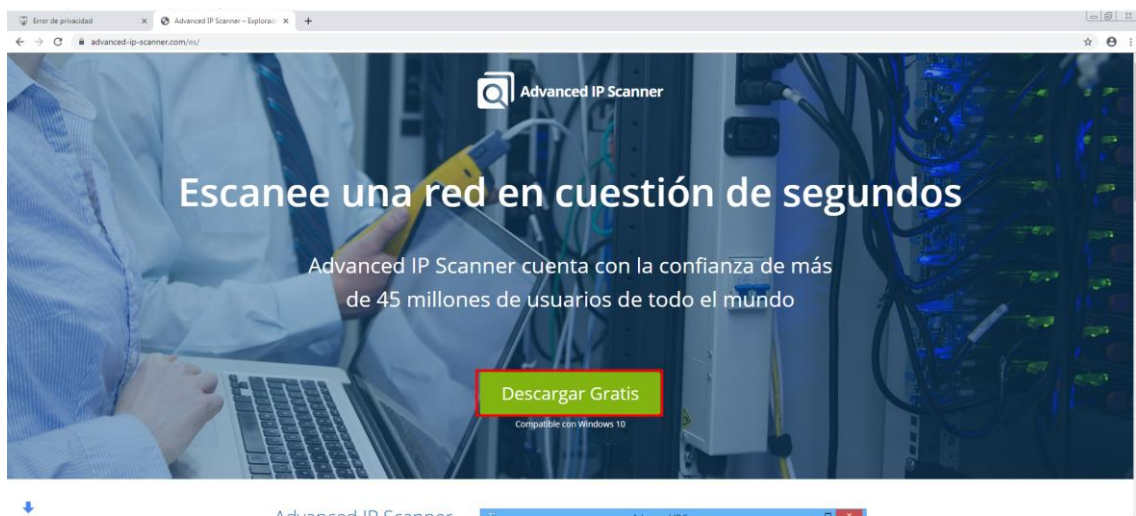 Error de privacidad
Advanced IP Scanner – Explorad
advanced-ip-scanner.com/es/
Advanced IP Scanner
Escanee una red en cuestión de segundos
Advanced IP Scanner cuenta con la confianza de más
de 45 millones de usuarios de todo el mundo
Descargar Gratis
Compatible con Windows 10
Advanced IP Scanner